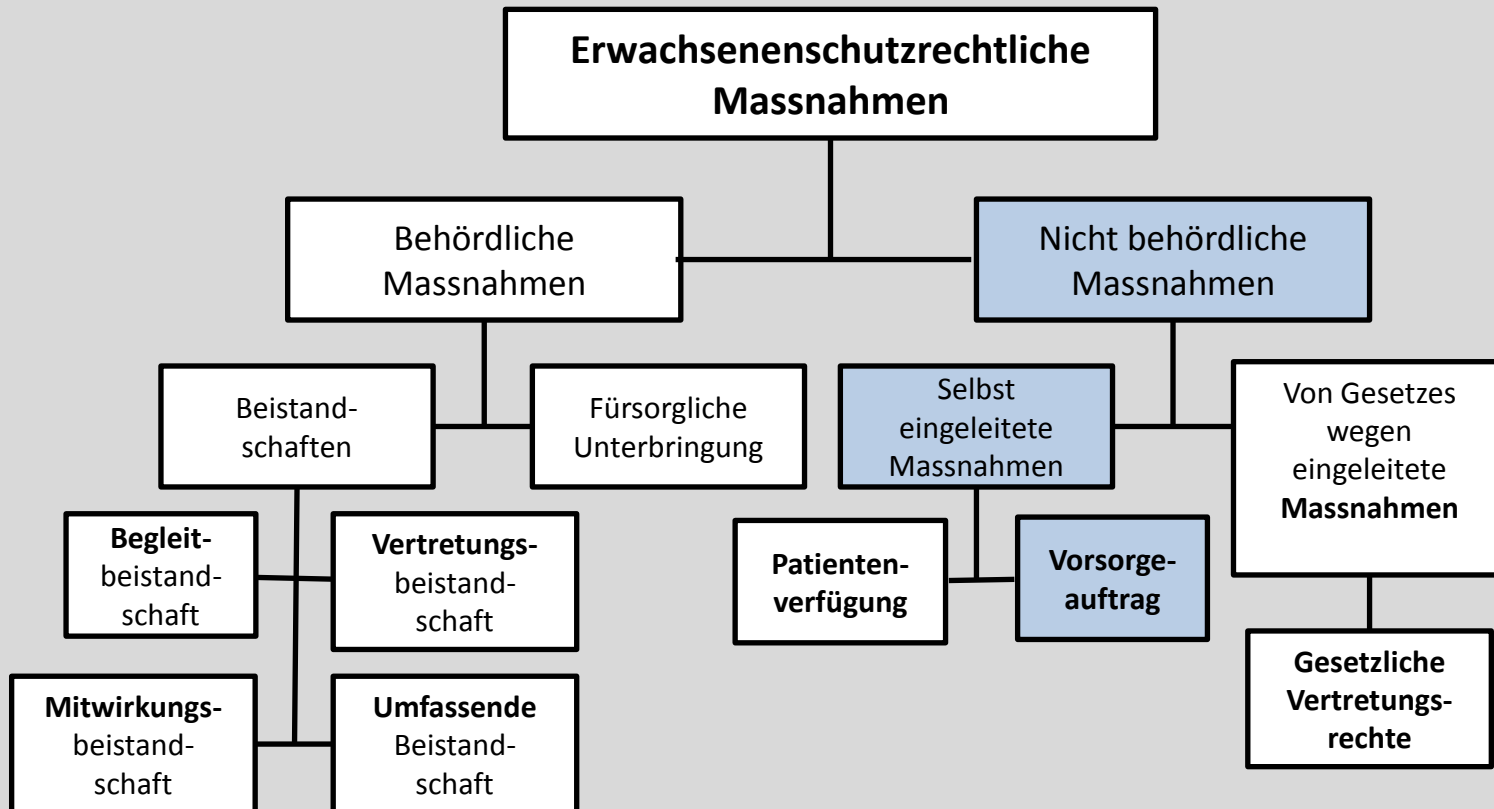 Erwachsenenschutzrechtliche
Massnahmen
Behördliche
Massnahmen
Nicht behördliche
Massnahmen
Beistand-
schaften
Fürsorgliche
Unterbringung
Selbst
eingeleitete
Massnahmen
Von Gesetzes
wegen
eingeleitete
Massnahmen
Begleit-
beistand-
schaft
Vertretungs-
beistand-
schaft
Patienten-
verfügung
Vorsorge-
auftrag
Gesetzliche
Vertretungs-
rechte
Mitwirkungs-
beistand-
schaft
Umfassende
Beistand-
schaft